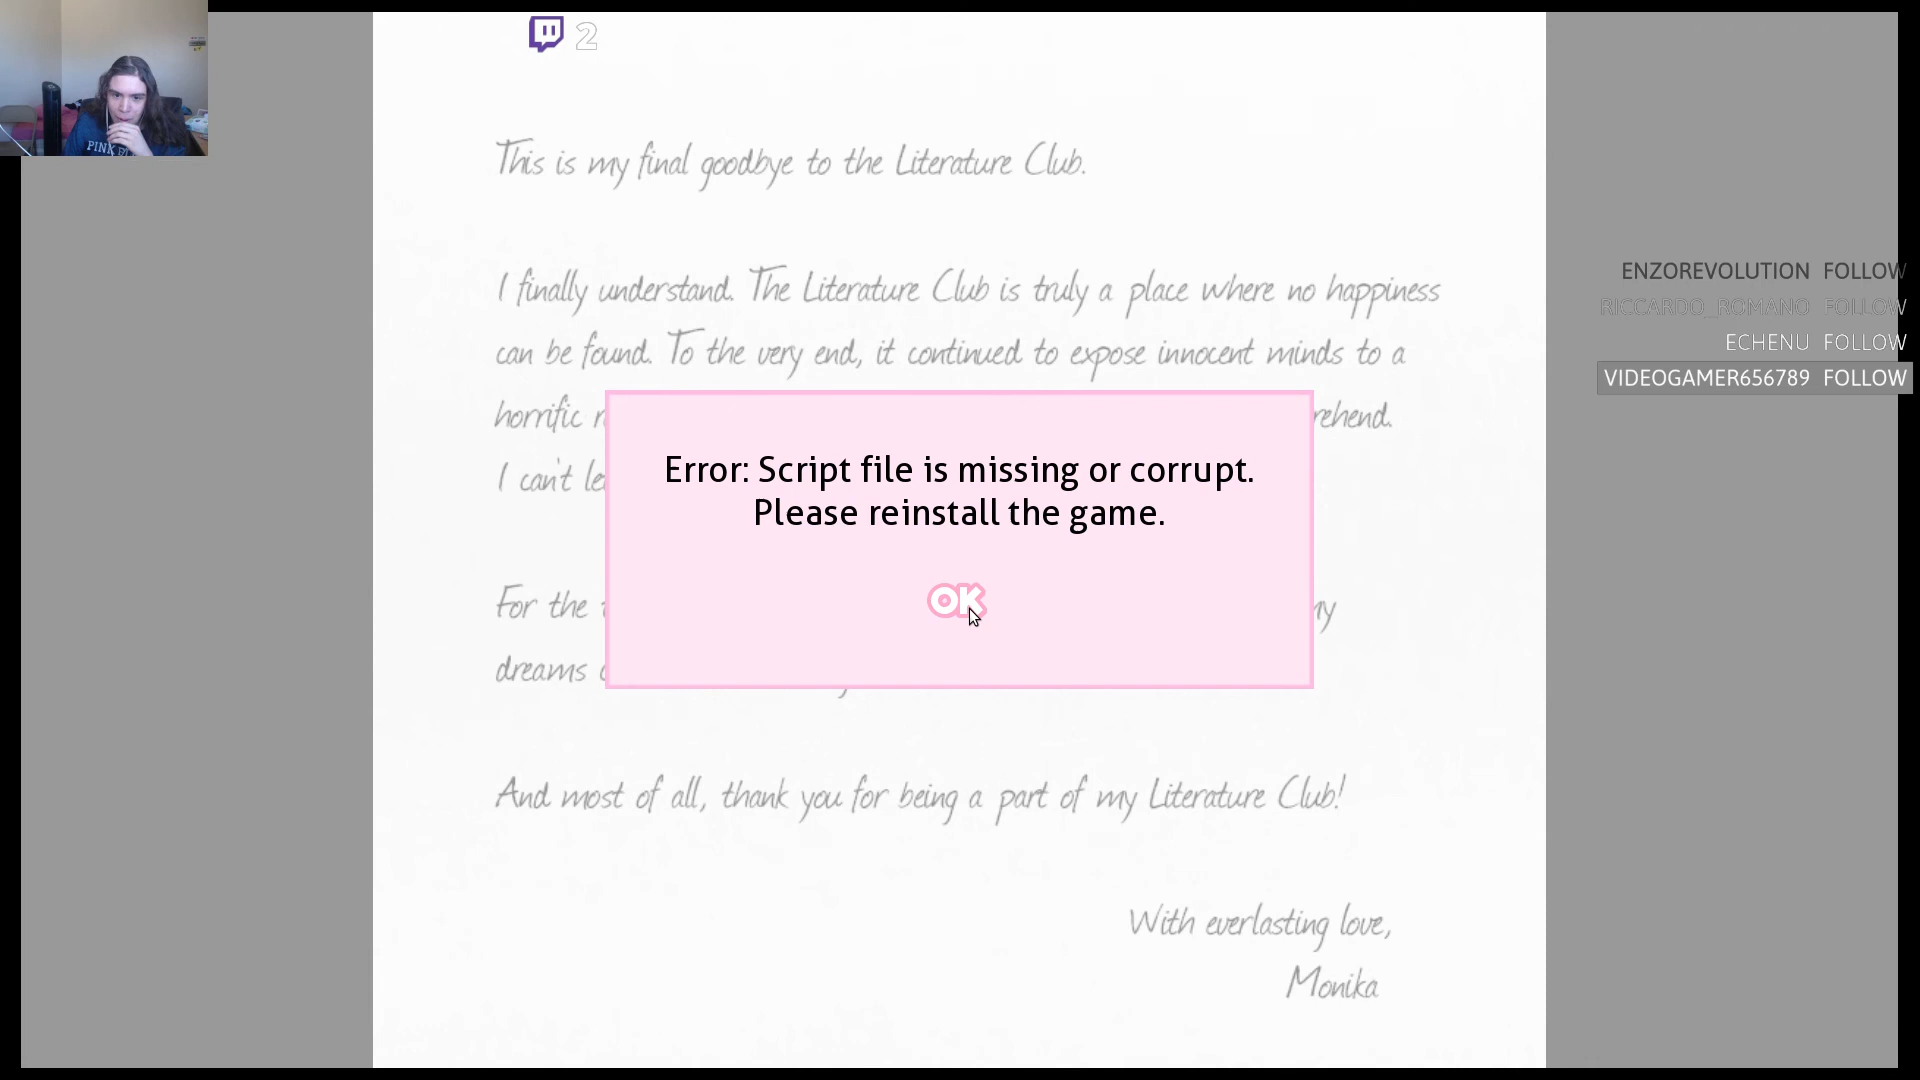 2
This is my final goodbye to the Literature Club.
I finally understand. The Literature Club is truly a place where no happiness
can be found. To the very end, it continued to expose innocent minds to a
horrific
I can't
For the
dreams
Error: Script file is missing or corrupt.
Please reinstall the game.
OK
And most of all, thank you for being a part of my Literature Club!
With everlasting love,
Monika
ENZOREVOLUTION FOLLOW
RICCARDO_ROMANO FOLLOW
ECHENU FOLLOW
VIDEOGAMER656789 FOLLOW